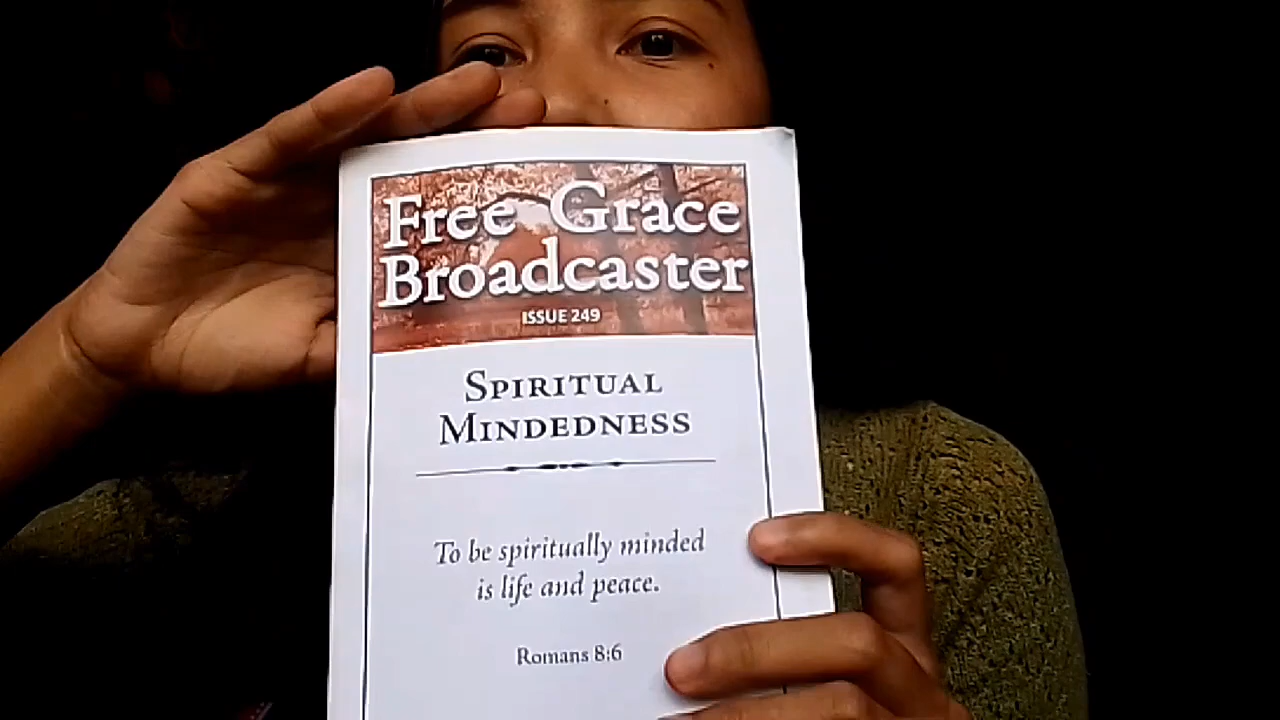 Free Grace
Broadcaster
ISSUE 249
SPIRITUAL
MINDEDNESS
To be spiritually minded
is life and peace.
Romans 8:6